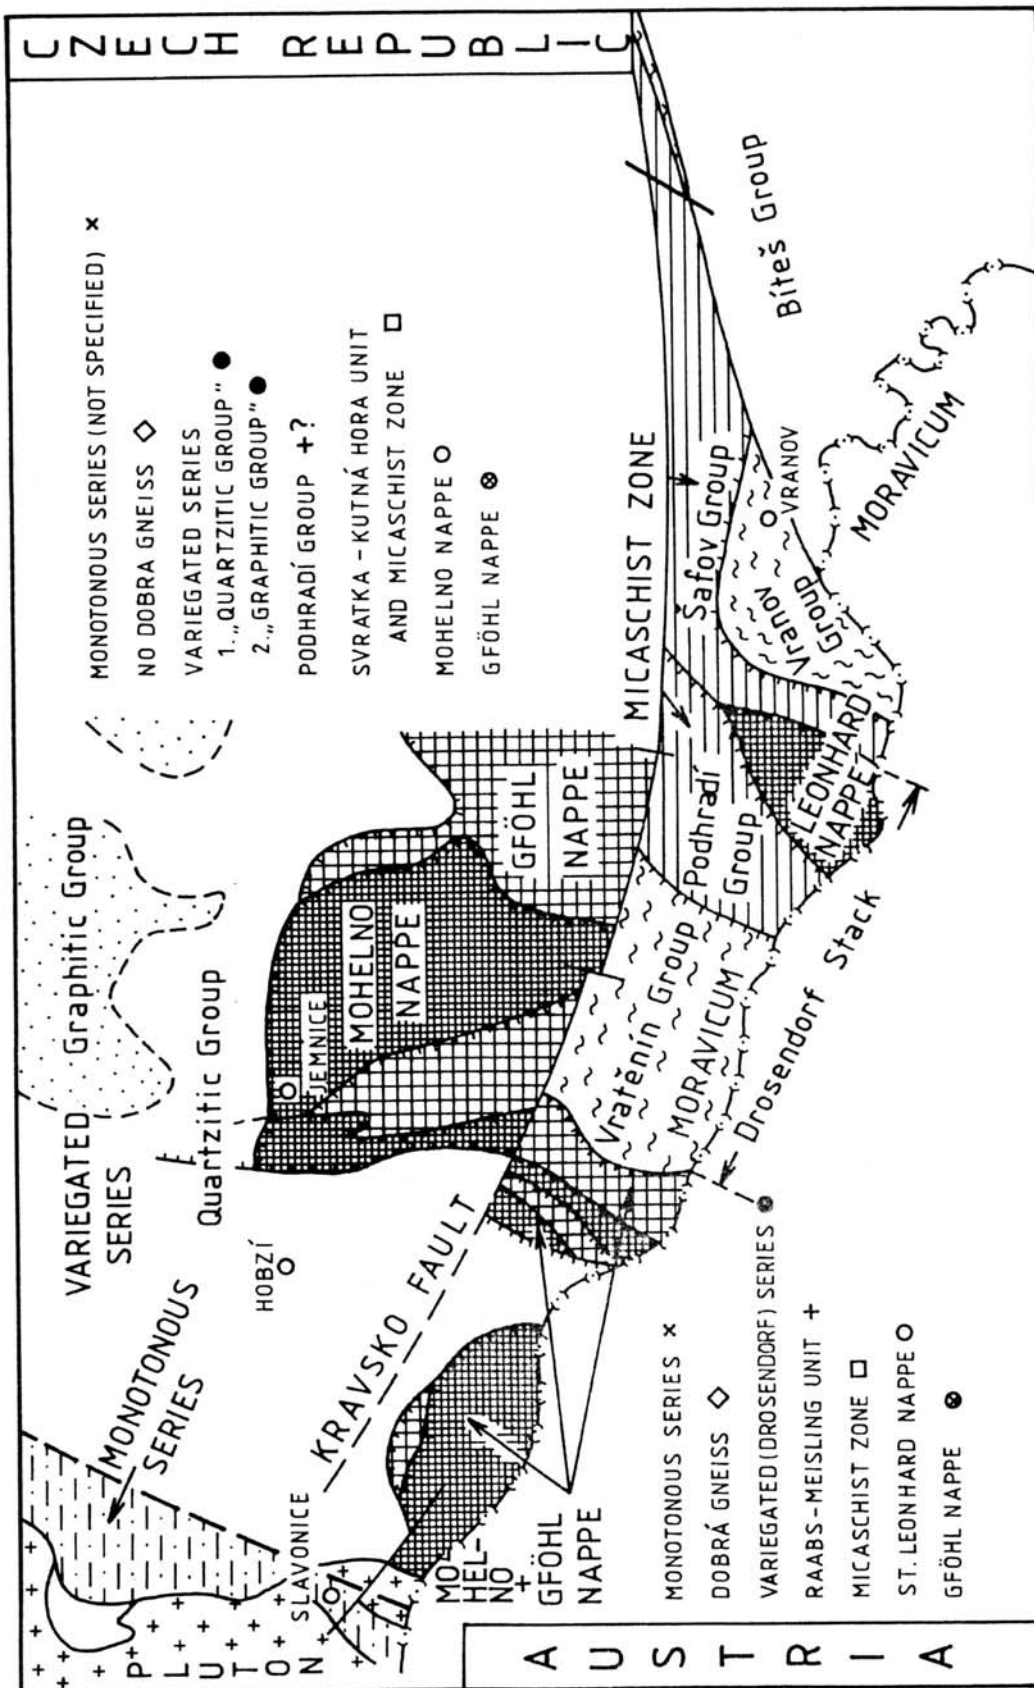 CZECH REPUBLIC
MONOTONOUS SERIES (NOT SPECIFIED) ×
NO DOBRA GNEISS ◇
VARIEGATED SERIES
1. „QUARTZITIC GROUP" ●
2. „GRAPHITIC GROUP" ●
PODHRADÍ GROUP +?
SVRATKA – KUTNÁ HORA UNIT
AND MICASCHIST ZONE □
MOHELNO NAPPE ○
GFÖHL NAPPE ⊗
MONOTONOUS
SERIES
VARIEGATED
SERIES
Graphitic Group
Quartzitic Group
HOBZÍ
JEMNICE
MOHELNO
NAPPE
GFÖHL
NAPPE
PLUTON
SLAVONICE
KRAVSKO FAULT
MICASCHIST ZONE
Bíteš Group
Šafov Group
Podhradí
Group
Vranov
Group
VRANOV
MORAVICUM
LEONHARD
NAPPE
Vratěnín Group
MORAVICUM
Drosendorf Stack
MO-
HEL-
NO
+
GFÖHL
NAPPE
MONOTONOUS SERIES ×
DOBRÁ GNEISS ◇
VARIEGATED (DROSENDORF) SERIES ●
RAABS-MEISLING UNIT +
MICASCHIST ZONE □
ST. LEONHARD NAPPE ○
GFÖHL NAPPE ⊗
AUSTRIA